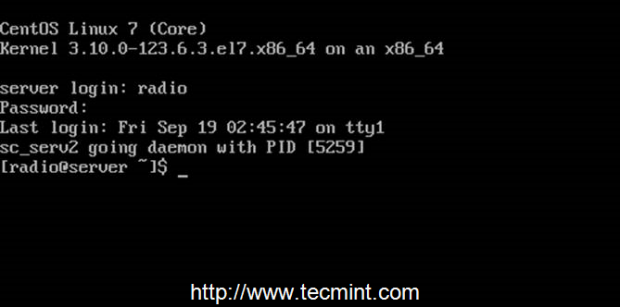 CentOS Linux 7 (Core)
Kernel 3.10.0-123.6.3.el7.x86_64 on an x86_64
server login: radio
Password:
Last login: Fri Sep 19 02:45:47 on tty1
sc_serv2 going daemon with PID [5259]
[radio@server ~]$ _
http://www.tecmint.com